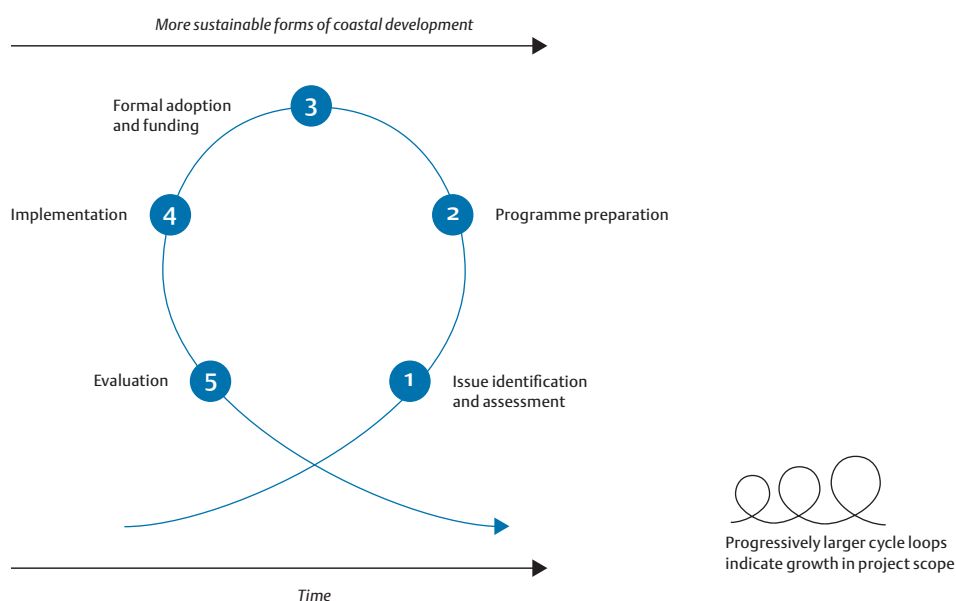 More sustainable forms of coastal development
3
Formal adoption
and funding
Implementation
4
2
Programme preparation
Evaluation
5
1
Issue identification
and assessment
Progressively larger cycle loops
indicate growth in project scope
Time